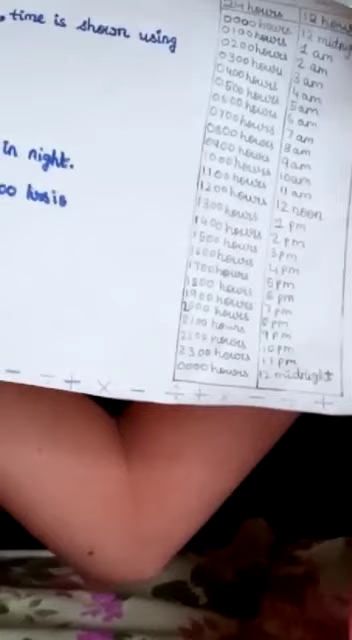 , time is shown using
in night.
00 hrs is
24 hours 12 hours
0000 hours 12 midnight
0100 hours 1 am
0200 hours 2 am
0300 hours 3 am
0400 hours 4 am
0500 hours 5 am
0600 hours 6 am
0700 hours 7 am
0800 hours 8 am
0900 hours 9 am
1000 hours 10 am
1100 hours 11 am
1200 hours 12 noon
1300 hours 1 pm
1400 hours 2 pm
1500 hours 3 pm
1600 hours 4 pm
1700 hours 5 pm
1800 hours 6 pm
1900 hours 7 pm
2000 hours 8 pm
2100 hours 9 pm
2200 hours 10 pm
2300 hours 11 pm
0000 hours 12 midnight
- - + × - + + × - - +